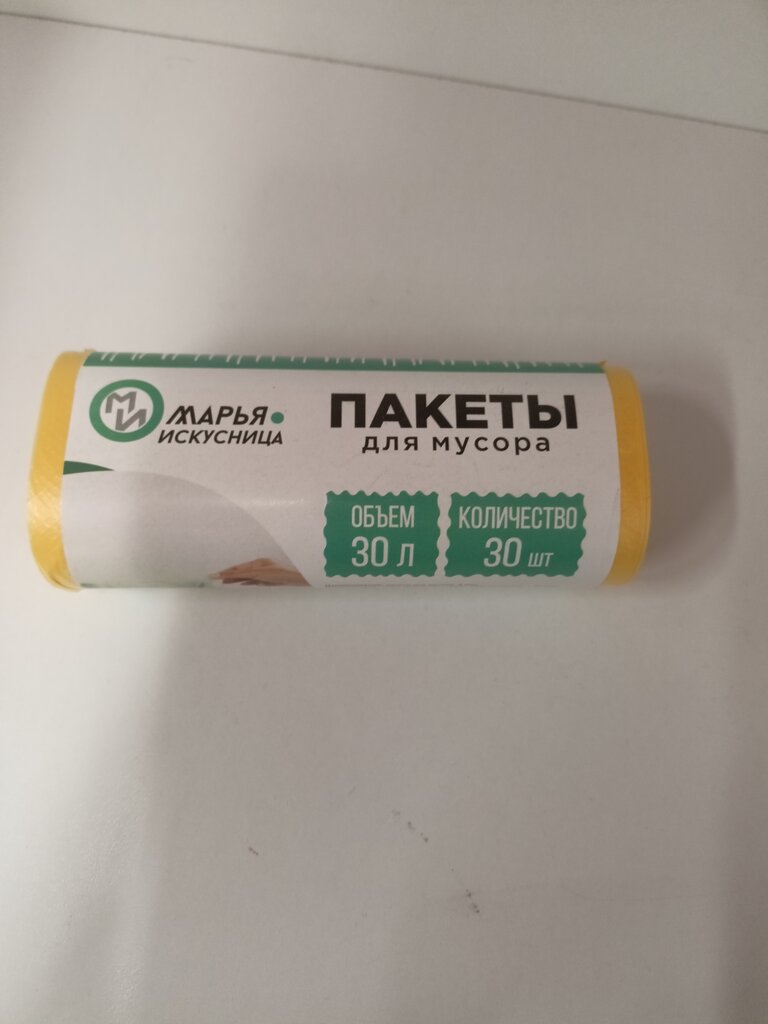 МИ
МАРЬЯ
ИСКУСНИЦА
ПАКЕТЫ
для мусора
ОБЪЕМ
30 л
КОЛИЧЕСТВО
30 шт